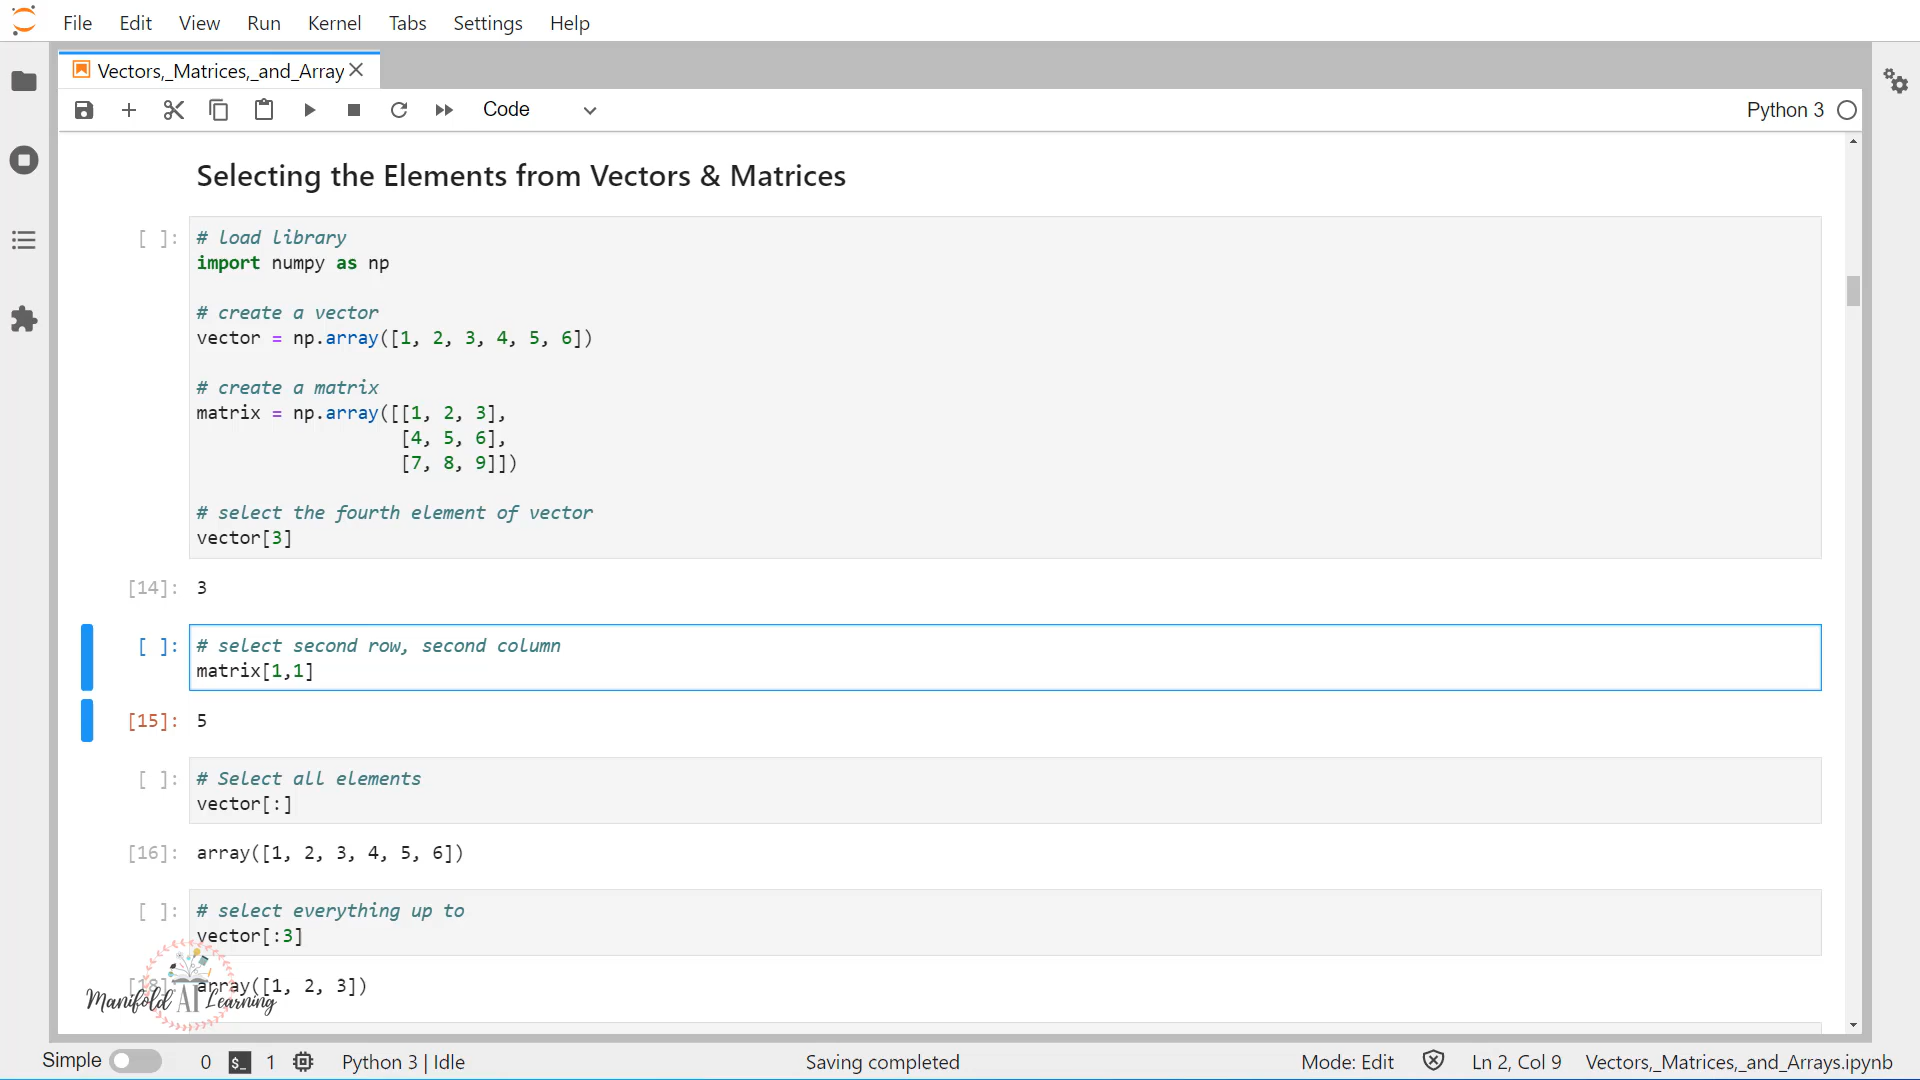 File Edit View Run Kernel Tabs Settings Help
Vectors,_Matrices,_and_Array
Code
Python 3
Selecting the Elements from Vectors & Matrices
[ ]: # load library
import numpy as np
# create a vector
vector = np.array([1, 2, 3, 4, 5, 6])
# create a matrix
matrix = np.array([[1, 2, 3],
[4, 5, 6],
[7, 8, 9]])
# select the fourth element of vector
vector[3]
[14]: 3
[ ]: # select second row, second column
matrix[1,1]
[15]: 5
[ ]: # Select all elements
vector[:]
[16]: array([1, 2, 3, 4, 5, 6])
[ ]: # select everything up to
vector[:3]
[18]: array([1, 2, 3])
Manifold AI Learning
Simple 0 $_ 1 Python 3 | Idle Saving completed Mode: Edit Ln 2, Col 9 Vectors,_Matrices,_and_Arrays.ipynb